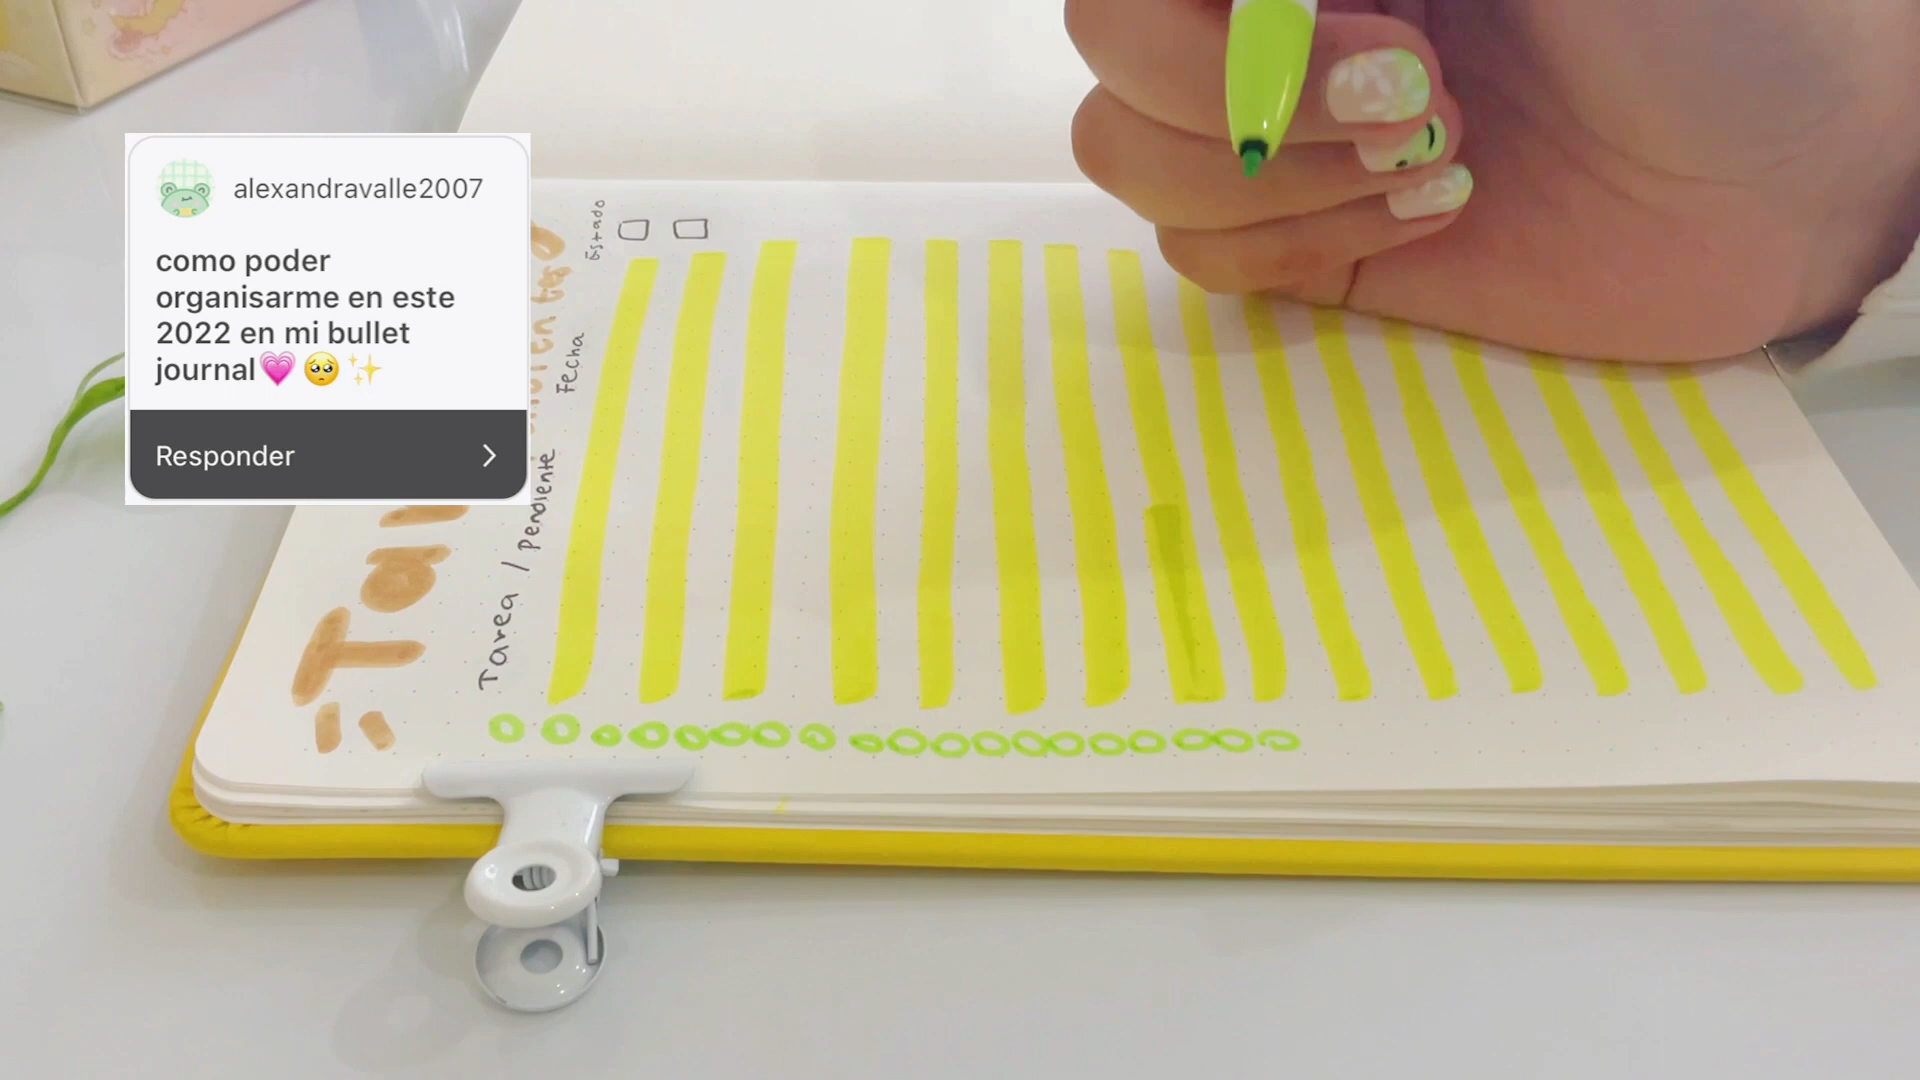 alexandravalle2007
como poder
organisarme en este
2022 en mi bullet
journal💗🥺✨
Responder
Tarea / Pendiente
Fecha
Estado